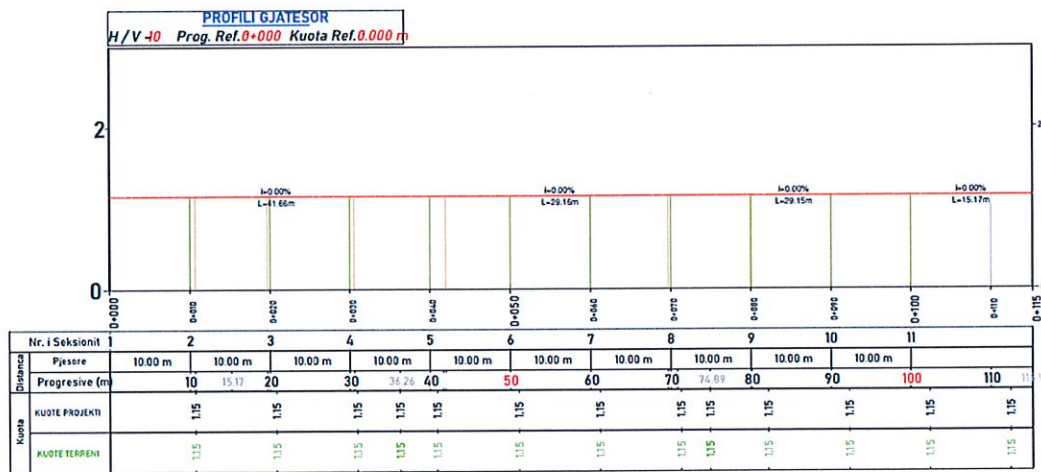 PROFILI GJATESOR
H / V -10 Prog. Ref.0+000 Kuota Ref.0.000 m
2
2
i=0.00% i=0.00% i=0.00% i=0.00%
L=41.66m L=29.16m L=29.15m L=15.17m
0
0+000 0+010 0+020 0+030 0+040 0+050 0+060 0+070 0+080 0+090 0+100 0+110 0+115
Nr. i Seksionit 1 2 3 4 5 6 7 8 9 10 11
Distanca
Pjesore 10.00 m 10.00 m 10.00 m 10.00 m 10.00 m 10.00 m 10.00 m 10.00 m 10.00 m 10.00 m
Progresive (m) 10 15.17 20 30 36.26 40 50 60 70 74.89 80 90 100 110
Kuota
KUOTE PROJEKTI 1.15 1.15 1.15 1.15 1.15 1.15 1.15 1.15 1.15 1.15 1.15 1.15 1.15
KUOTE TERRENI 1.15 1.15 1.15 1.15 1.15 1.15 1.15 1.15 1.15 1.15 1.15 1.15 1.15